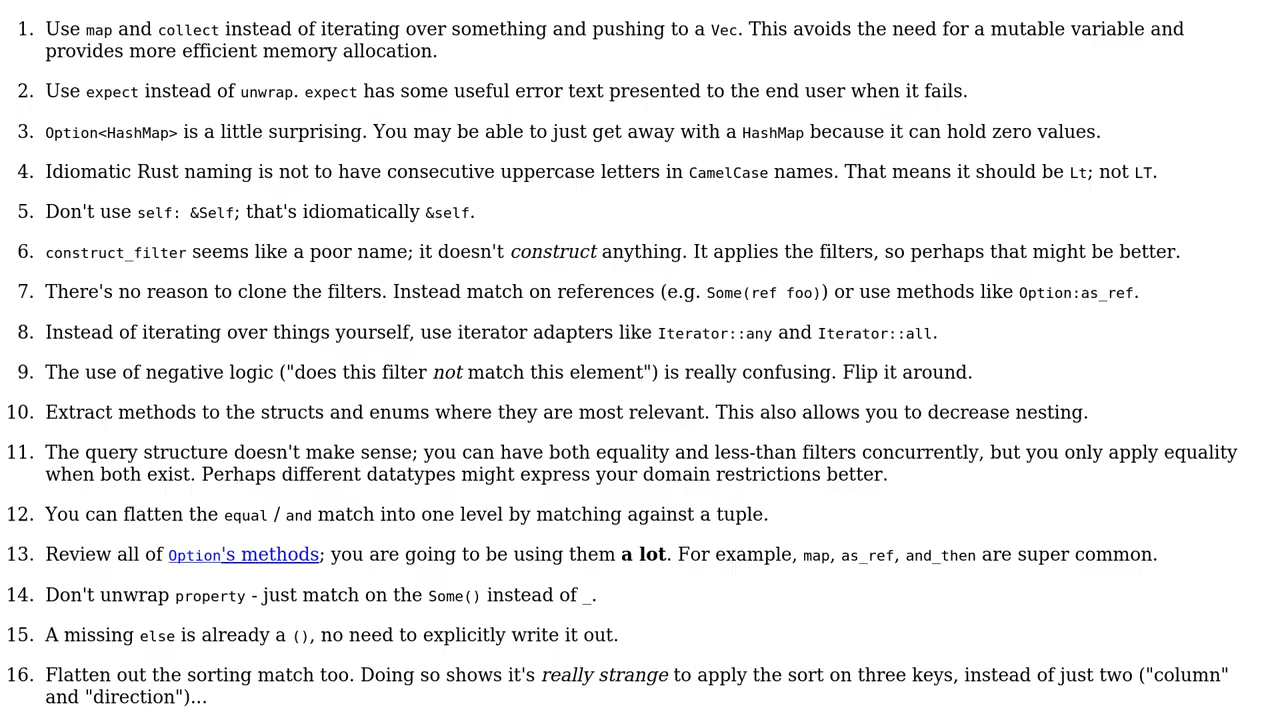 1. Use map and collect instead of iterating over something and pushing to a Vec. This avoids the need for a mutable variable and
provides more efficient memory allocation.
2. Use expect instead of unwrap. expect has some useful error text presented to the end user when it fails.
3. Option<HashMap> is a little surprising. You may be able to just get away with a HashMap because it can hold zero values.
4. Idiomatic Rust naming is not to have consecutive uppercase letters in CamelCase names. That means it should be Lt; not LT.
5. Don't use self: &Self; that's idiomatically &self.
6. construct_filter seems like a poor name; it doesn't construct anything. It applies the filters, so perhaps that might be better.
7. There's no reason to clone the filters. Instead match on references (e.g. Some(ref foo)) or use methods like Option:as_ref.
8. Instead of iterating over things yourself, use iterator adapters like Iterator::any and Iterator::all.
9. The use of negative logic ("does this filter not match this element") is really confusing. Flip it around.
10. Extract methods to the structs and enums where they are most relevant. This also allows you to decrease nesting.
11. The query structure doesn't make sense; you can have both equality and less-than filters concurrently, but you only apply equality
when both exist. Perhaps different datatypes might express your domain restrictions better.
12. You can flatten the equal / and match into one level by matching against a tuple.
13. Review all of Option's methods; you are going to be using them a lot. For example, map, as_ref, and_then are super common.
14. Don't unwrap property - just match on the Some() instead of _.
15. A missing else is already a (), no need to explicitly write it out.
16. Flatten out the sorting match too. Doing so shows it's really strange to apply the sort on three keys, instead of just two ("column"
and "direction")...